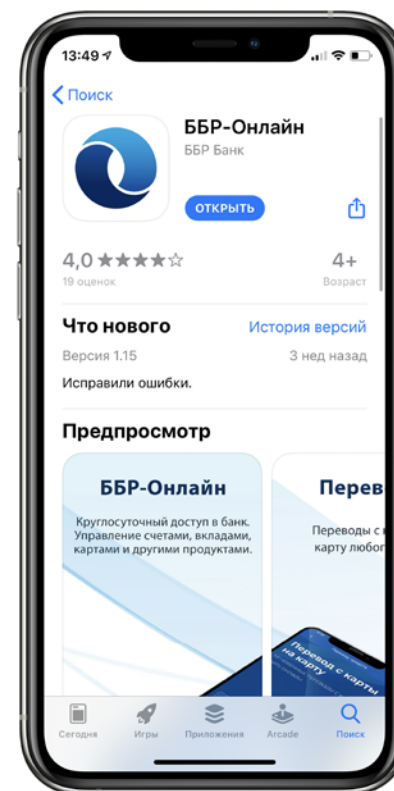 13:49
Поиск
ББР-Онлайн
ББР Банк
ОТКРЫТЬ
4,0 ★★★★☆
4+
19 оценок
Возраст
Что нового
История версий
Версия 1.15
3 нед назад
Исправили ошибки.
Предпросмотр
ББР-Онлайн
Перев
Круглосуточный доступ в банк.
Управление счетами, вкладами,
картами и другими продуктами.
Переводы с
карту любог
Перевод с карты
на карту
Сегодня
Игры
Приложения
Arcade
Поиск